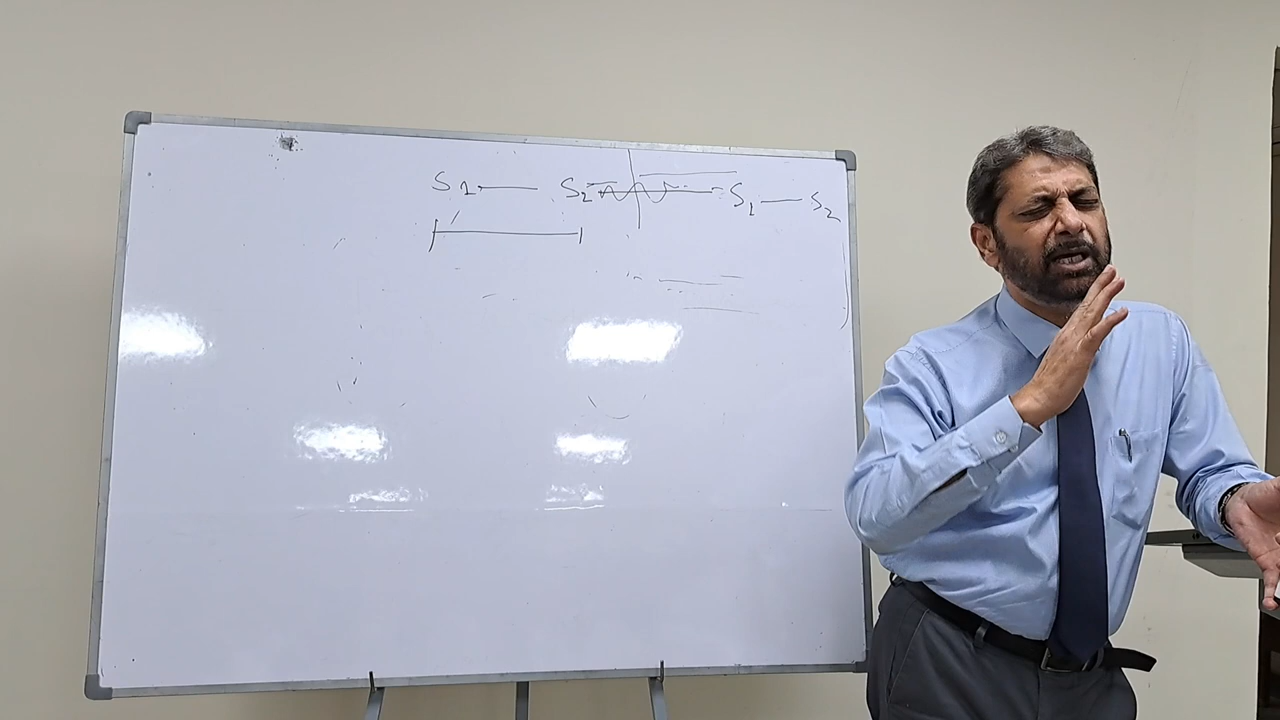 S1 — S2 S1 — S2